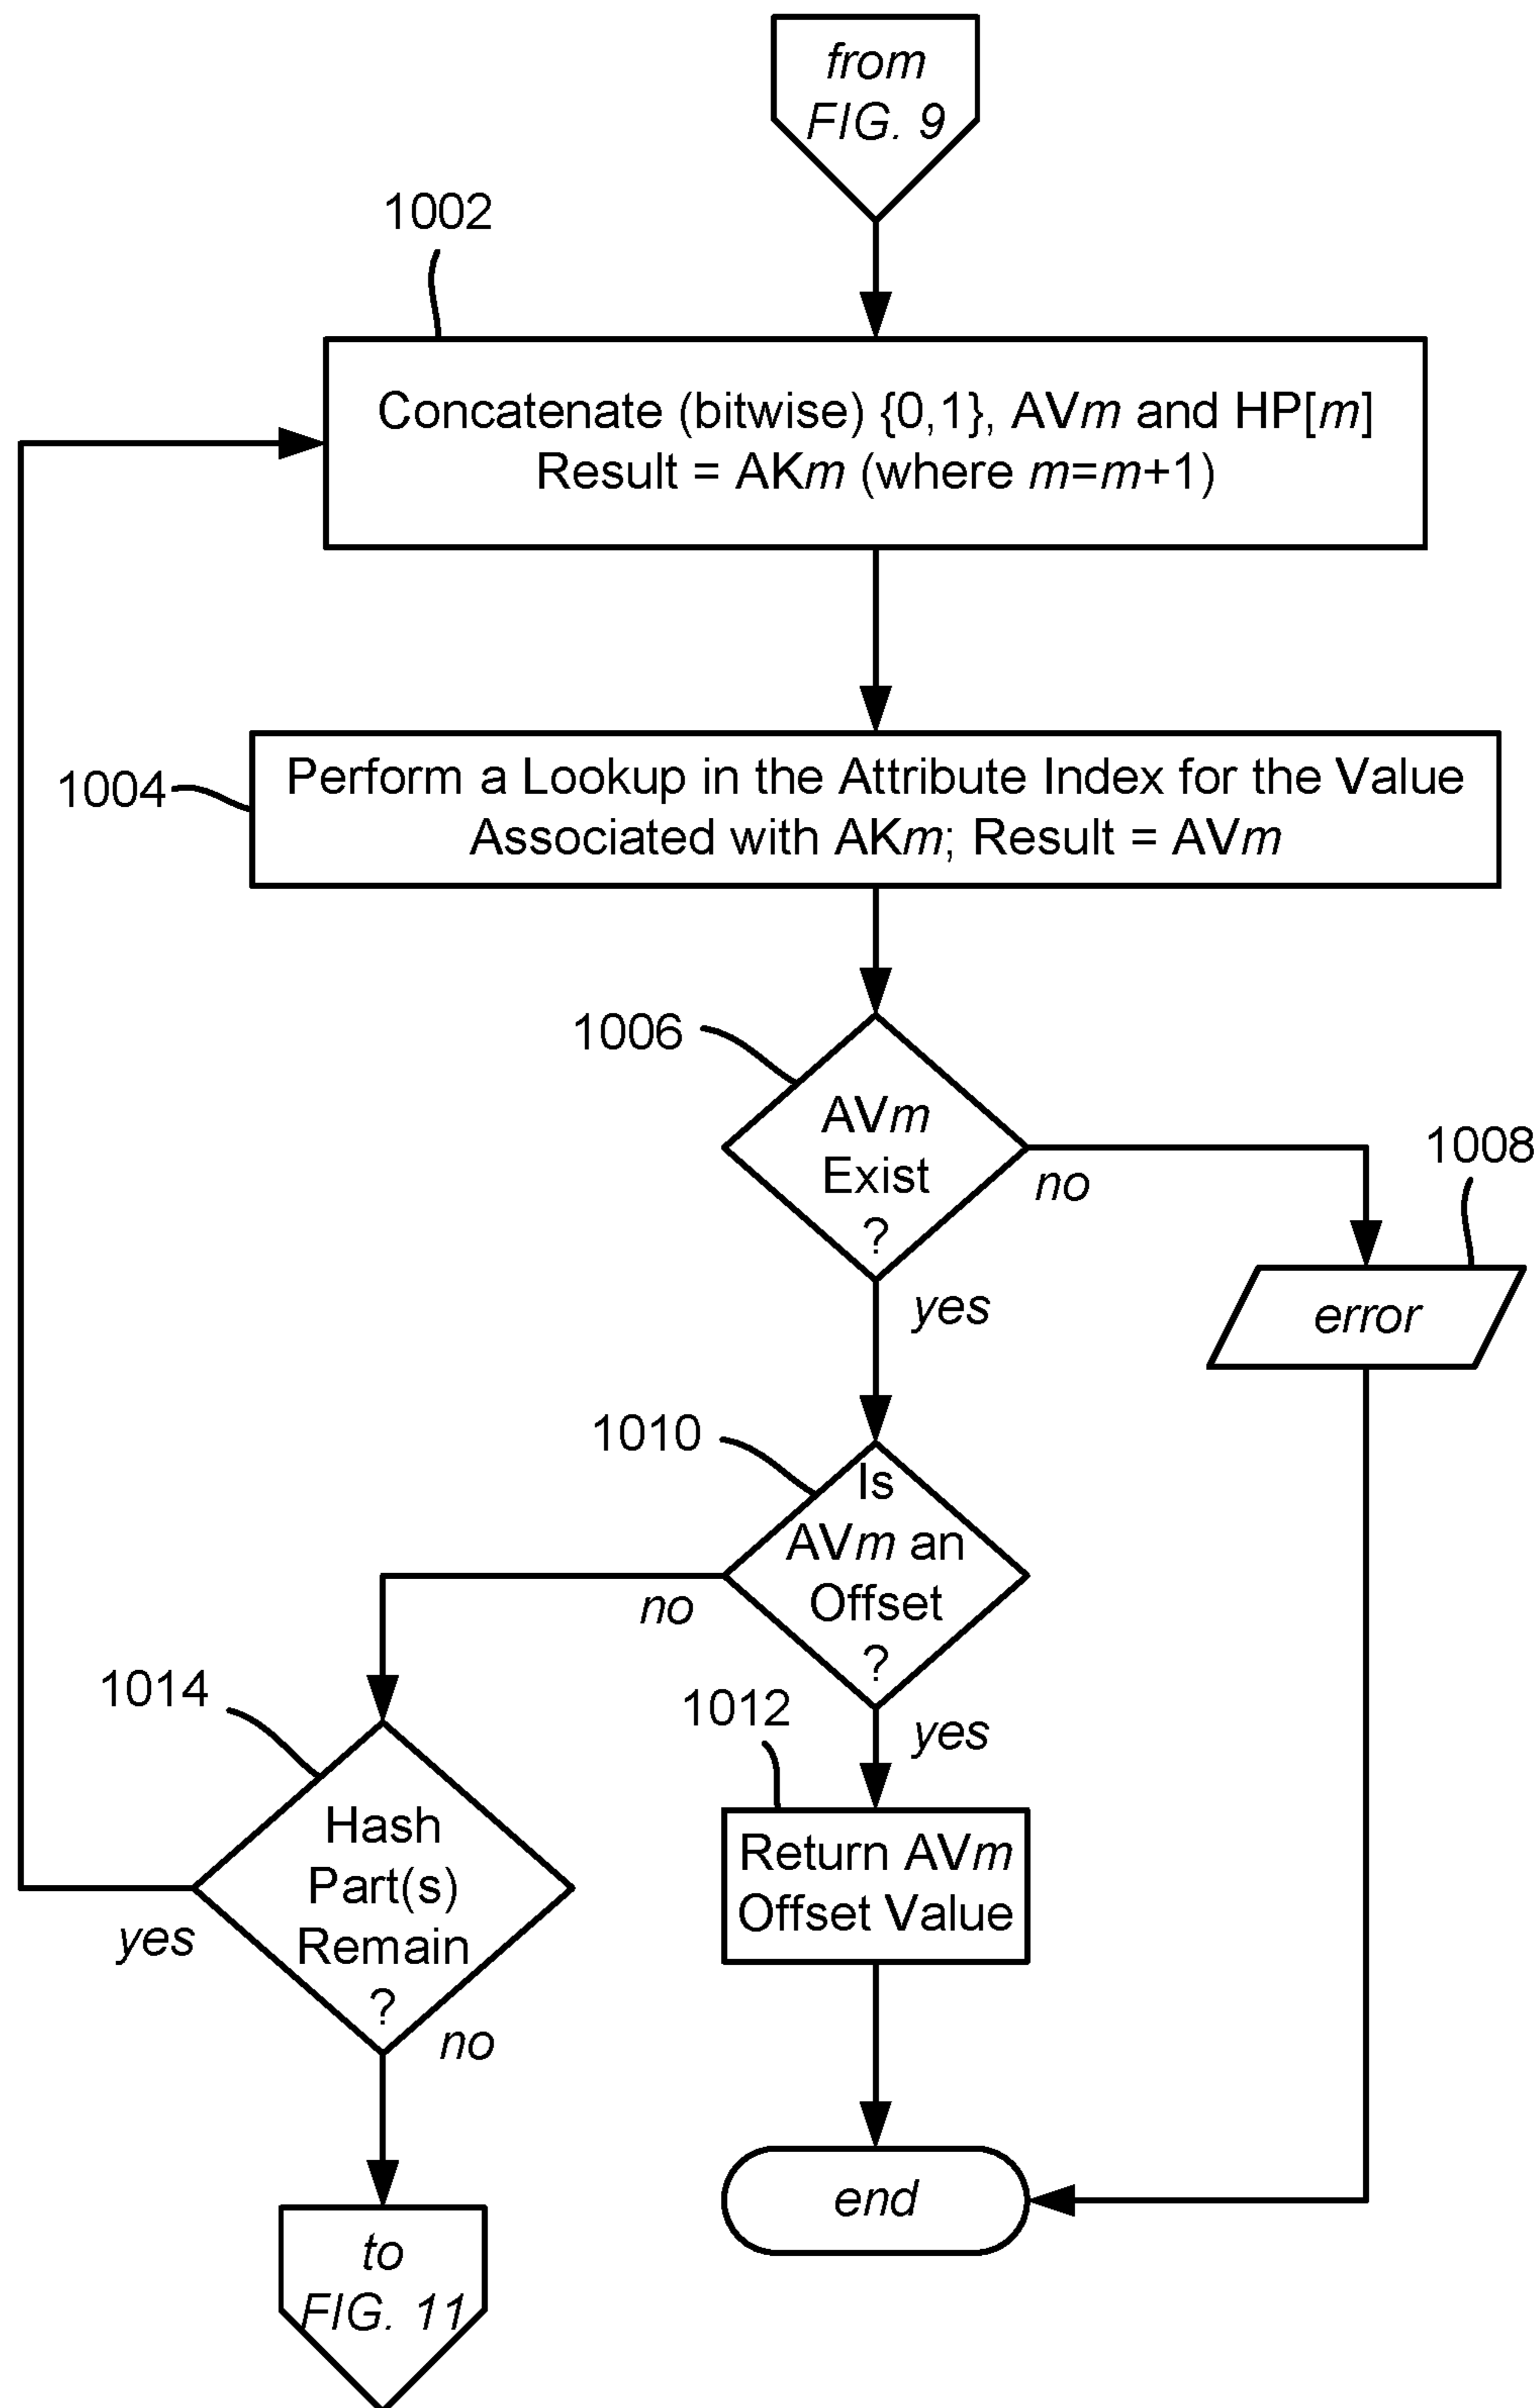 from
FIG. 9
1002
Concatenate (bitwise) {0,1}, AVm and HP[m]
Result = AKm (where m=m+1)
1004
Perform a Lookup in the Attribute Index for the Value
Associated with AKm; Result = AVm
1006
AVm
Exist
?
no
yes
1008
error
1010
Is
AVm an
Offset
?
no
yes
1014
Hash
Part(s)
Remain
?
yes
no
1012
Return AVm
Offset Value
end
to
FIG. 11